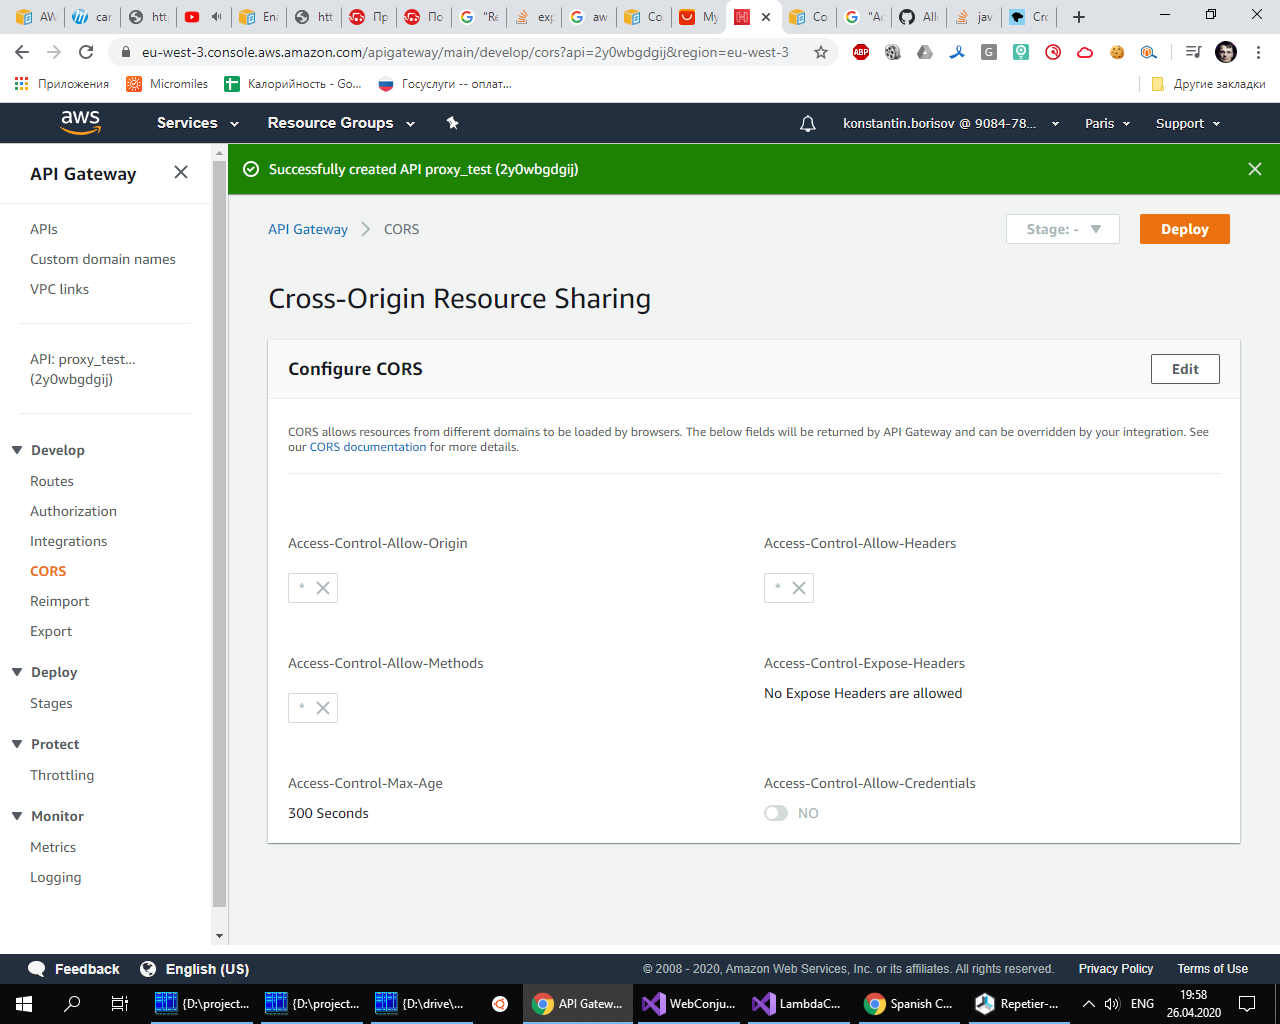 AW
car
htt
Ena
htt
Пр
По
"Re
exp
aw
Co
My
Co
"Ac
All
jav
Cro
eu-west-3.console.aws.amazon.com/apigateway/main/develop/cors?api=2y0wbgdgij&region=eu-west-3
ABP
G
Приложения
Micromiles
Калорийность - Go...
Госуслуги -- оплат...
Другие закладки
aws
Services
Resource Groups
konstantin.borisov @ 9084-78...
Paris
Support
API Gateway
Successfully created API proxy_test (2y0wbgdgij)
APIs
Custom domain names
VPC links
API: proxy_test...
(2y0wbgdgij)
Develop
Routes
Authorization
Integrations
CORS
Reimport
Export
Deploy
Stages
Protect
Throttling
Monitor
Metrics
Logging
API Gateway
CORS
Stage: -
Deploy
Cross-Origin Resource Sharing
Configure CORS
Edit
CORS allows resources from different domains to be loaded by browsers. The below fields will be returned by API Gateway and can be overridden by your integration. See
our CORS documentation for more details.
Access-Control-Allow-Origin
*
Access-Control-Allow-Headers
*
Access-Control-Allow-Methods
*
Access-Control-Expose-Headers
No Expose Headers are allowed
Access-Control-Max-Age
300 Seconds
Access-Control-Allow-Credentials
NO
Feedback
English (US)
© 2008 - 2020, Amazon Web Services, Inc. or its affiliates. All rights reserved.
Privacy Policy
Terms of Use
{D:\project...
{D:\project...
{D:\drive\...
API Gatew...
WebConju...
LambdaC...
Spanish C...
Repetier-...
ENG
19:58
26.04.2020